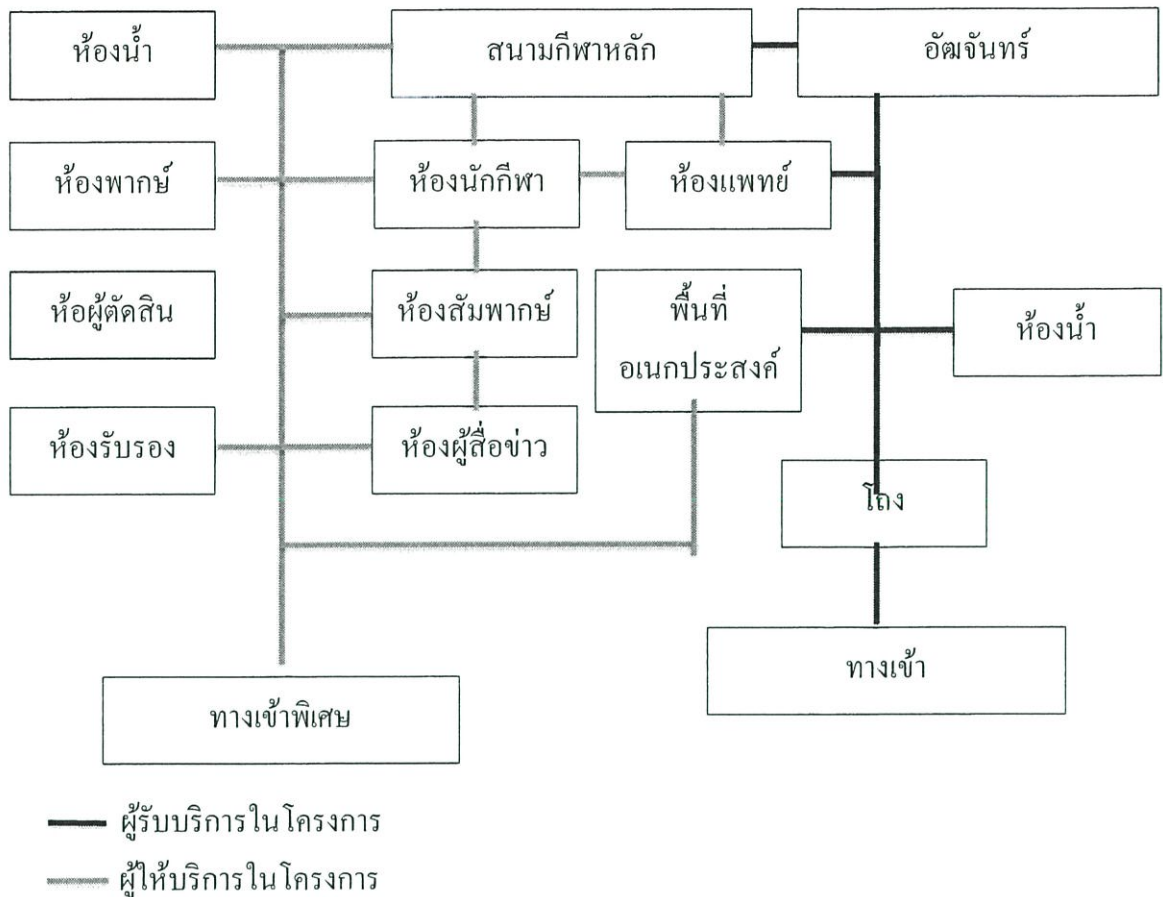 ห้องน้ำ
สนามกีฬาหลัก
อัฒจันทร์
ห้องพากษ์
ห้องนักกีฬา
ห้องแพทย์
ห้อผู้ตัดสิน
ห้องสัมพากษ์
พื้นที่
อเนกประสงค์
ห้องน้ำ
ห้องรับรอง
ห้องผู้สื่อข่าว
โถง
ทางเข้า
ทางเข้าพิเศษ
ผู้รับบริการในโครงการ
ผู้ให้บริการในโครงการ